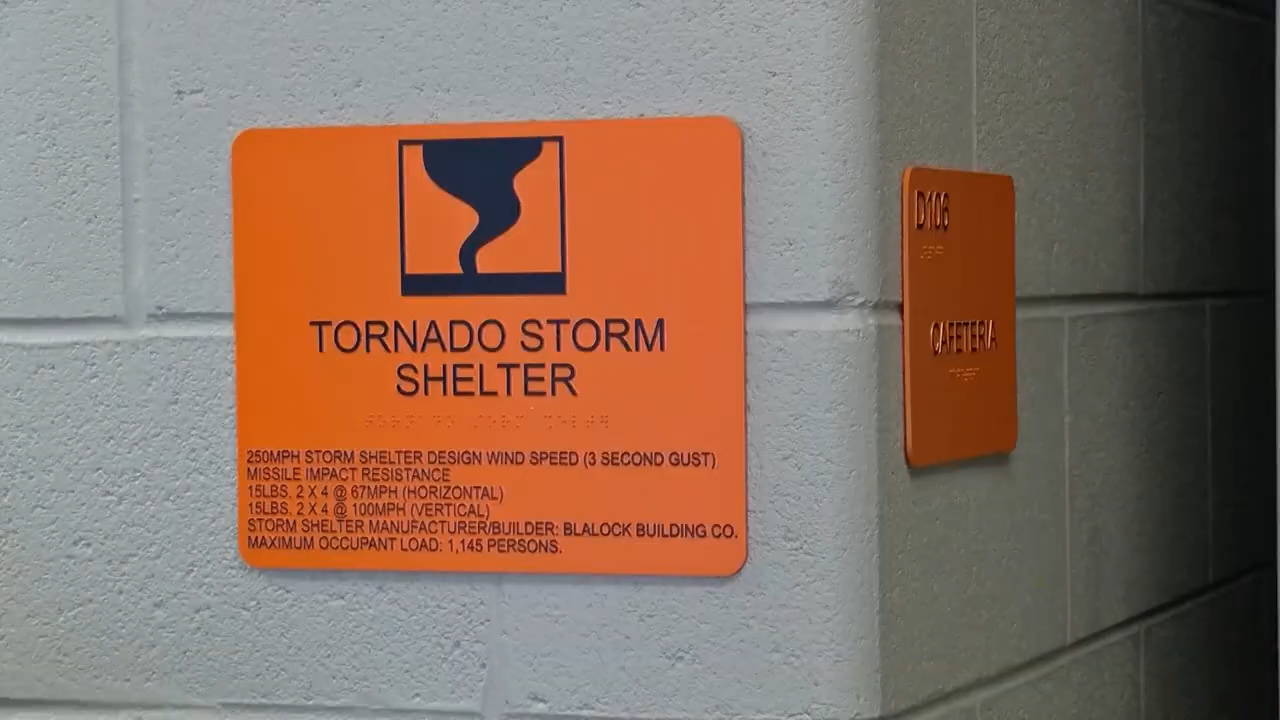 TORNADO STORM
SHELTER
250MPH STORM SHELTER DESIGN WIND SPEED (3 SECOND GUST)
MISSILE IMPACT RESISTANCE
15LBS. 2 X 4 @ 67MPH (HORIZONTAL)
15LBS. 2 X 4 @ 100MPH (VERTICAL)
STORM SHELTER MANUFACTURER/BUILDER: BLALOCK BUILDING CO.
MAXIMUM OCCUPANT LOAD: 1,145 PERSONS.
D106
CAFETERIA